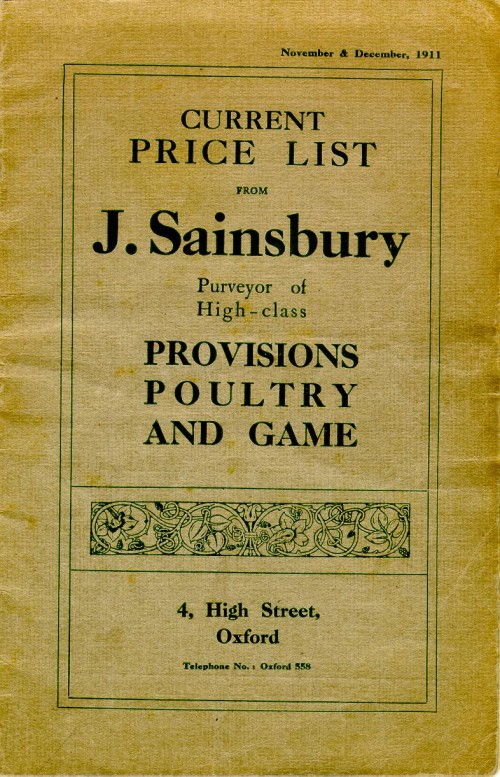 November & December, 1911
CURRENT
PRICE LIST
FROM
J. Sainsbury
Purveyor of
High-class
PROVISIONS
POULTRY
AND GAME
4, High Street,
Oxford
Telephone No.: Oxford 558